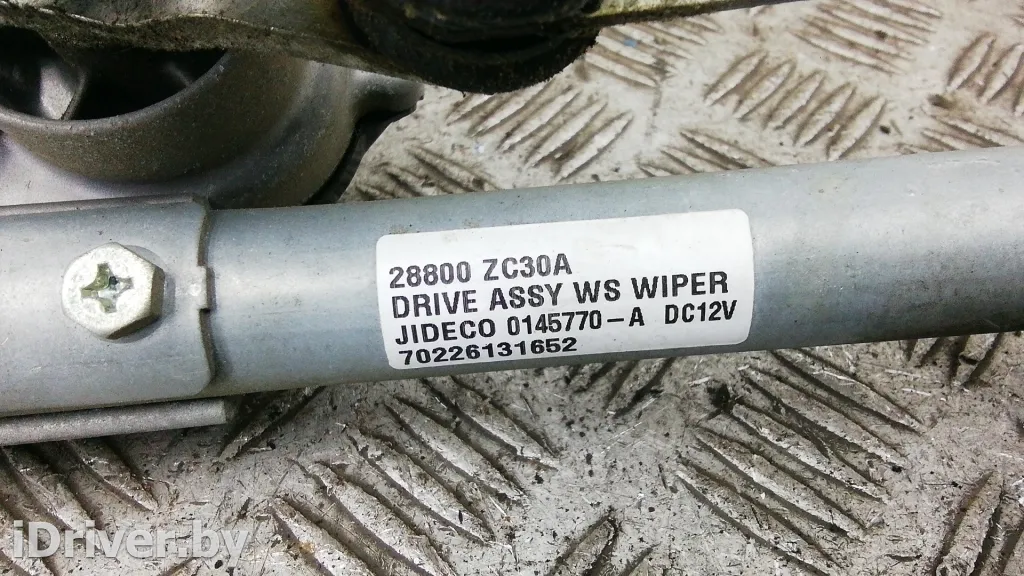 28800 ZC30A
DRIVE ASSY WS WIPER
JIDECO 0145770-A DC12V
70226131652
iDriver.by